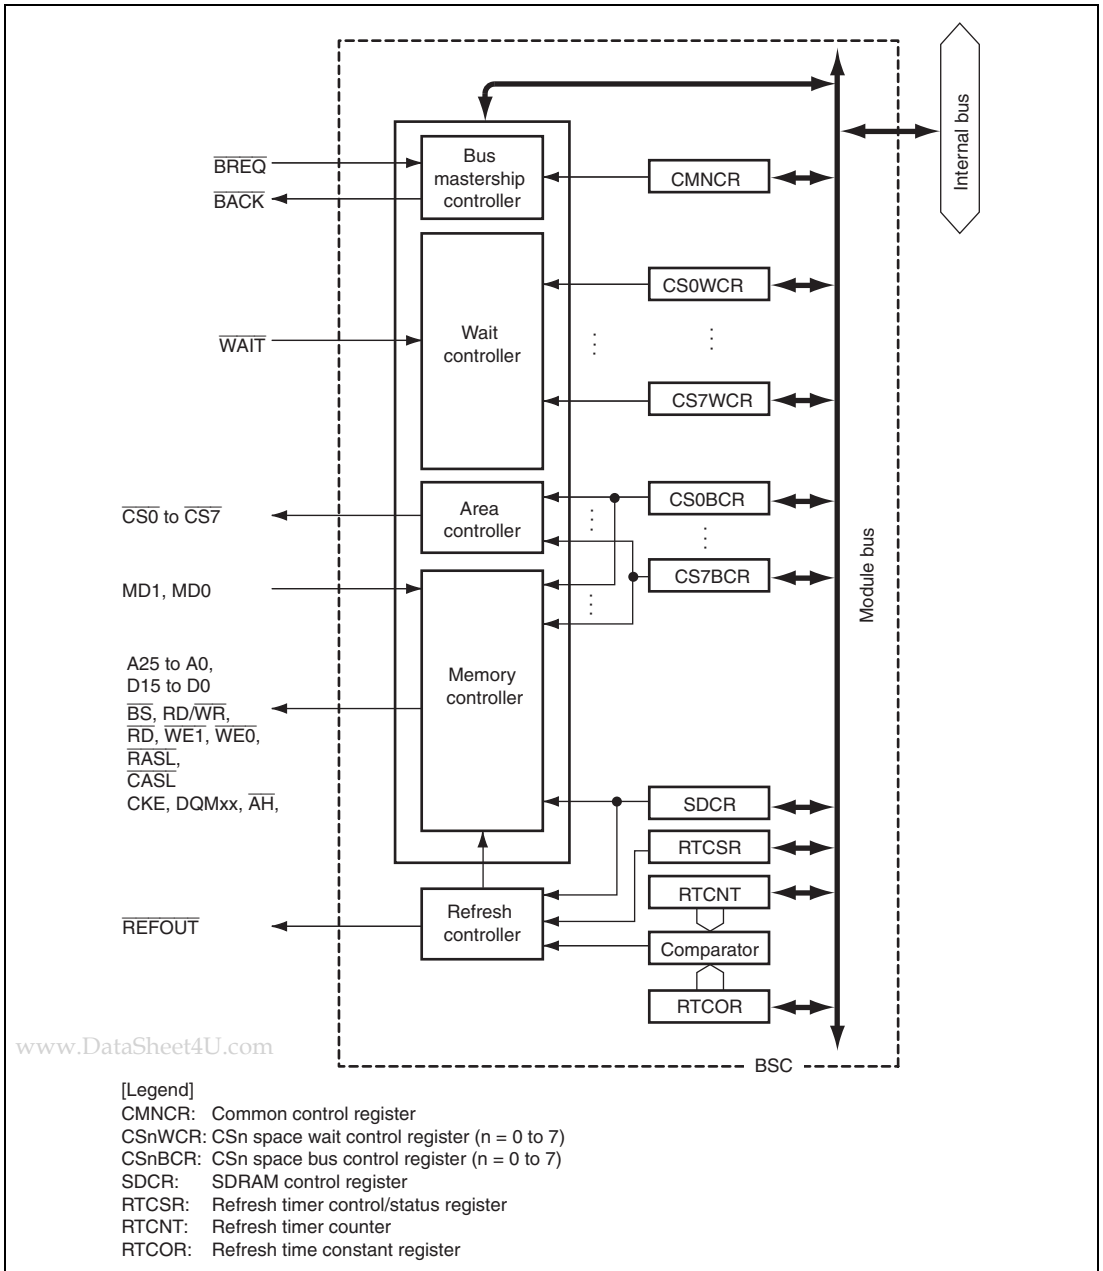 Internal bus
BREQ
BACK
Bus
mastership
controller
CMNCR
WAIT
Wait
controller
CS0WCR
CS7WCR
CS0 to CS7
Area
controller
CS0BCR
CS7BCR
Module bus
MD1, MD0
A25 to A0,
D15 to D0
BS, RD/WR,
RD, WE1, WE0,
RASL,
CASL
CKE, DQMxx, AH,
Memory
controller
SDCR
RTCSR
RTCNT
REFOUT
Refresh
controller
Comparator
RTCOR
www.DataSheet4U.com
BSC
[Legend]
CMNCR: Common control register
CSnWCR: CSn space wait control register (n = 0 to 7)
CSnBCR: CSn space bus control register (n = 0 to 7)
SDCR: SDRAM control register
RTCSR: Refresh timer control/status register
RTCNT: Refresh timer counter
RTCOR: Refresh time constant register